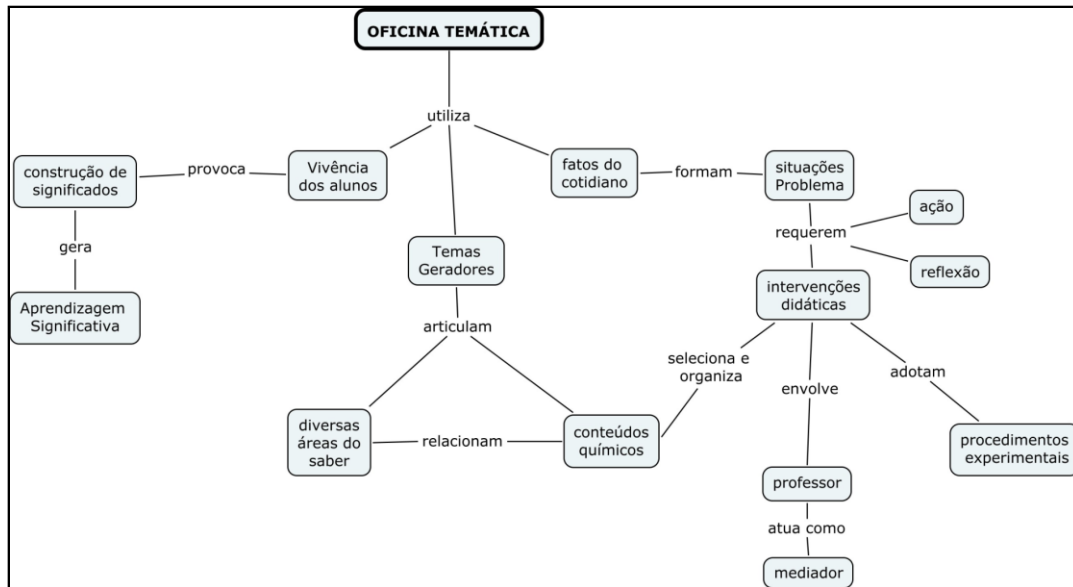 OFICINA TEMÁTICA
utiliza
construção de
significados
provoca
Vivência
dos alunos
fatos do
cotidiano
formam
situações
Problema
ação
requerem
reflexão
gera
Temas
Geradores
intervenções
didáticas
Aprendizagem
Significativa
articulam
seleciona e
organiza
envolve
adotam
diversas
áreas do
saber
relacionam
conteúdos
químicos
procedimentos
experimentais
professor
atua como
mediador